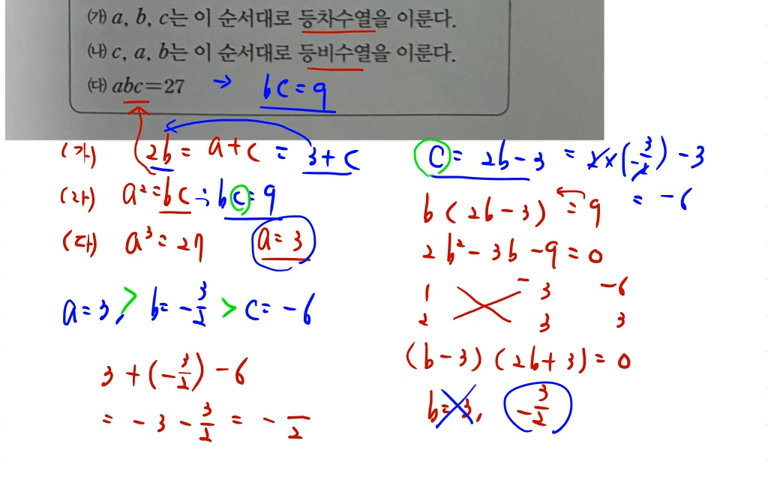 ㈎ a, b, c는 이 순서대로 등차수열을 이룬다.
㈏ c, a, b는 이 순서대로 등비수열을 이룬다.
㈐ abc=27 → bc=9
(가) 2b = a+c = 3+c
(나) a²=bc ; bc=9
(다) a³=27 a=3
a=3 > b=-3/2 > c=-6
3+(-3/2)-6
= -3-3/2 = - /2
c = 2b-3 = 2×(-3/2)-3
= -6
b(2b-3)=9
2b²-3b-9=0
1 -3 -6
2 3 3
(b-3)(2b+3)=0
b=3, -3/2